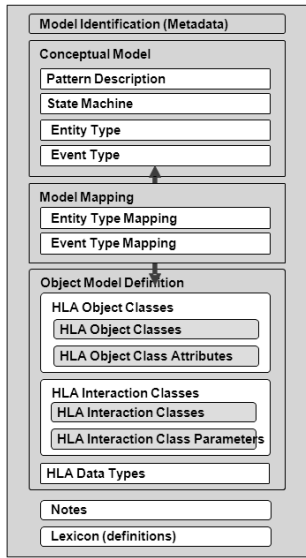 Model Identification (Metadata)
Conceptual Model
Pattern Description
State Machine
Entity Type
Event Type
Model Mapping
Entity Type Mapping
Event Type Mapping
Object Model Definition
HLA Object Classes
HLA Object Classes
HLA Object Class Attributes
HLA Interaction Classes
HLA Interaction Classes
HLA Interaction Class Parameters
HLA Data Types
Notes
Lexicon (definitions)